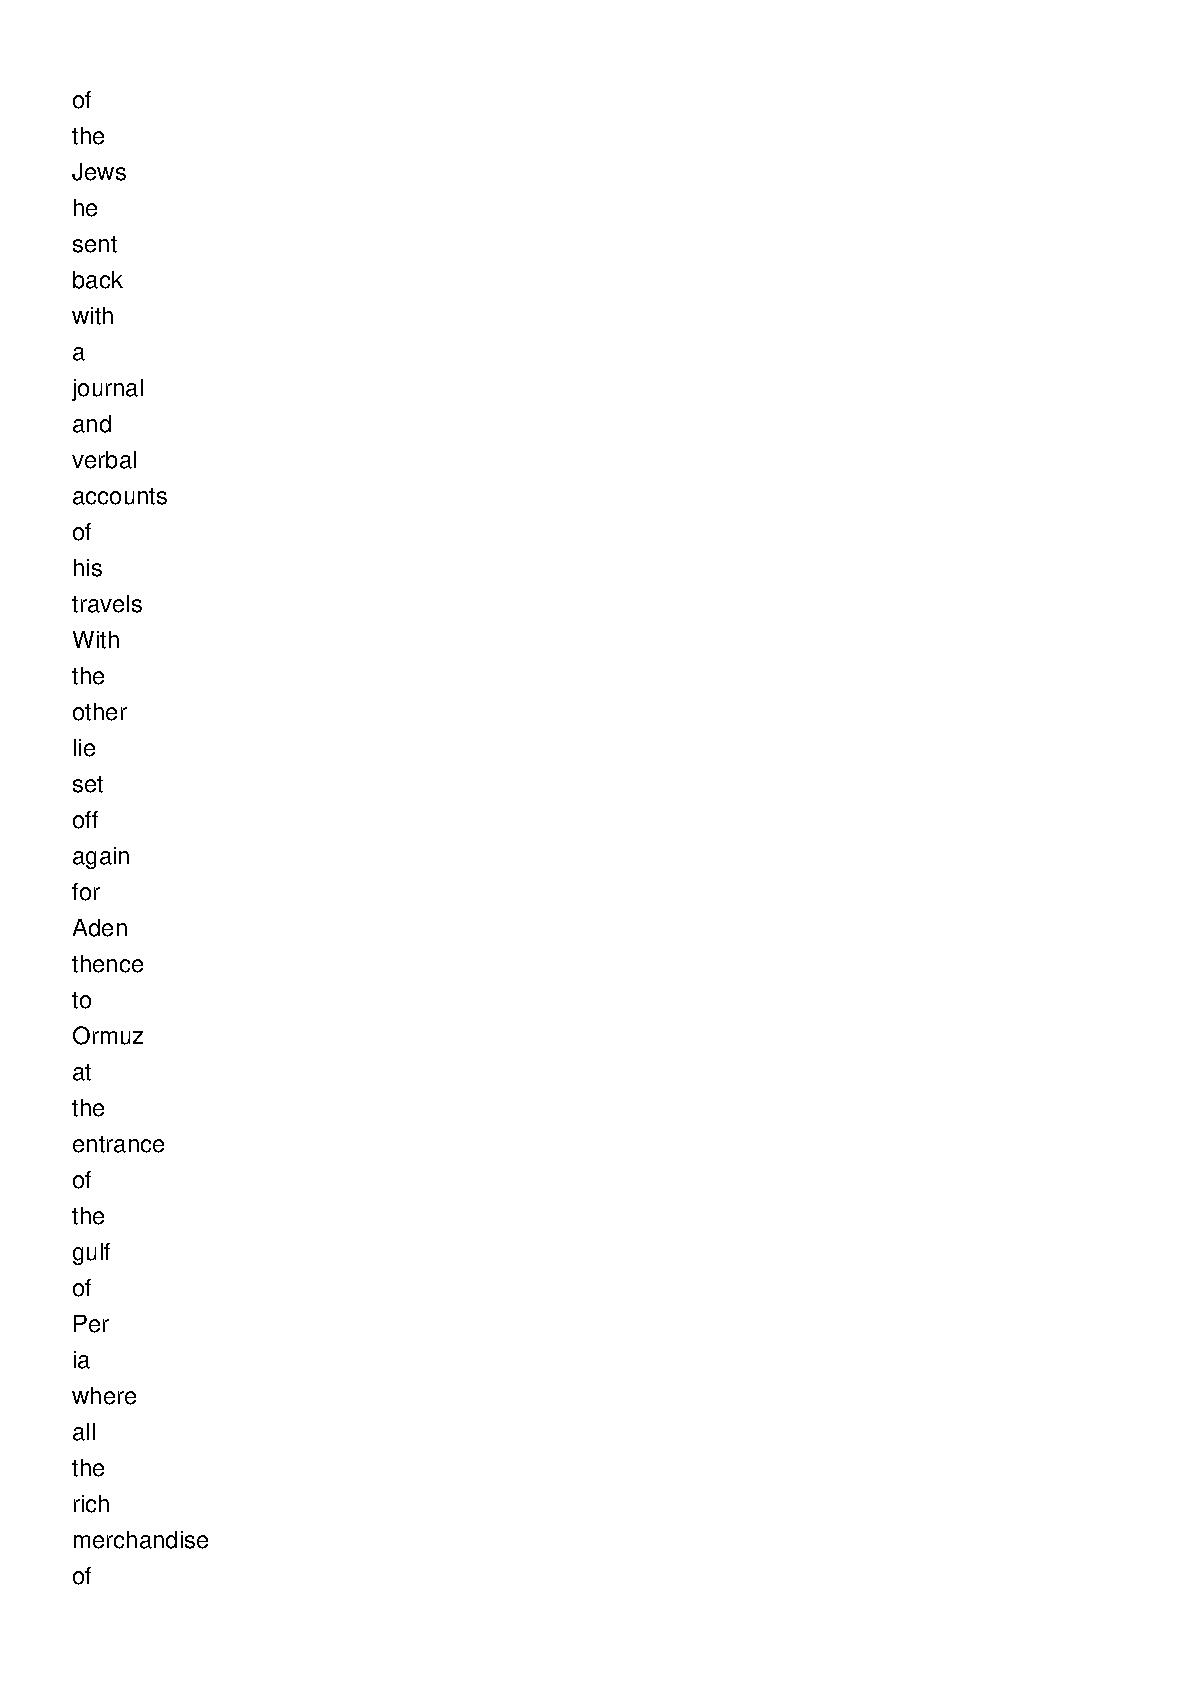 of
the
Jews
he
sent
back
with
a
journal
and
verbal
accounts
of
his
travels
With
the
other
lie
set
off
again
for
Aden
thence
to
Ormuz
at
the
entrance
of
the
gulf
of
Per
ia
where
all
the
rich
merchandise
of